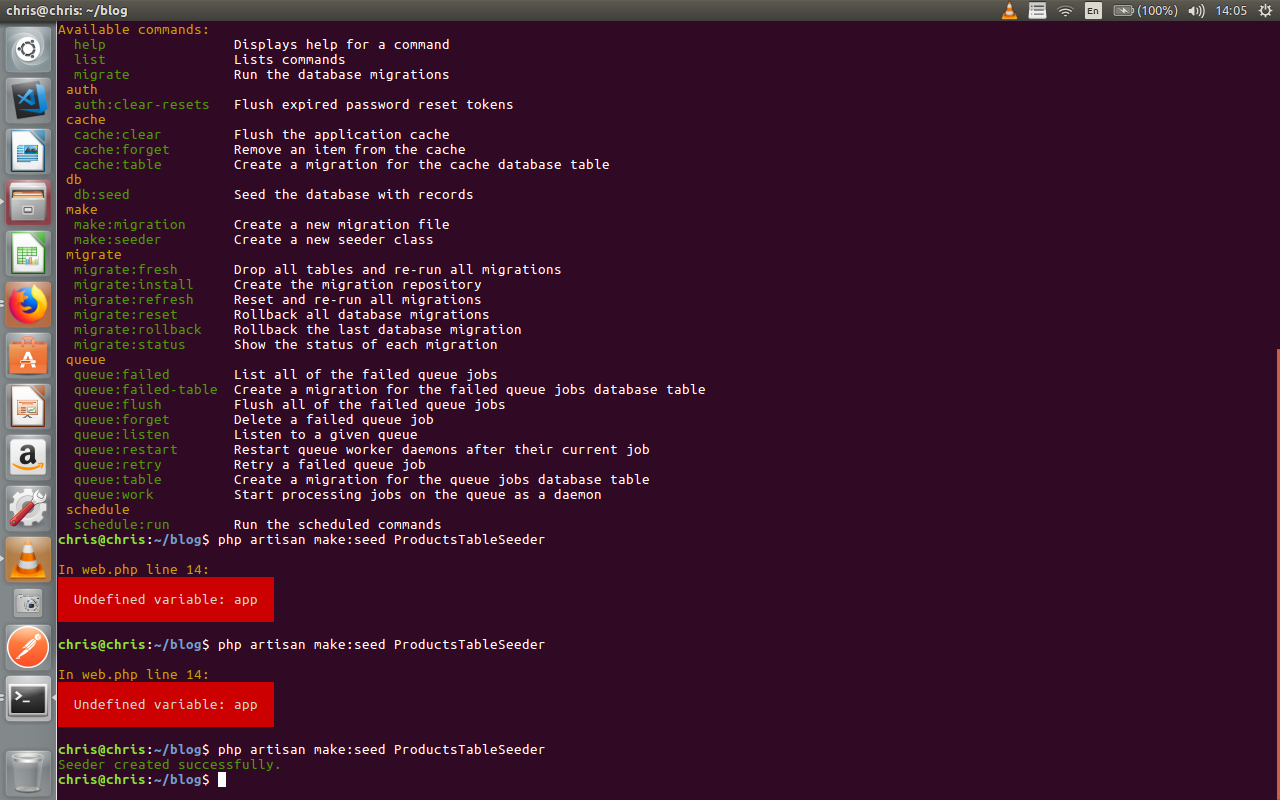 chris@chris: ~/blog
En (100%) 14:05
Available commands:
help Displays help for a command
list Lists commands
migrate Run the database migrations
auth
auth:clear-resets Flush expired password reset tokens
cache
cache:clear Flush the application cache
cache:forget Remove an item from the cache
cache:table Create a migration for the cache database table
db
db:seed Seed the database with records
make
make:migration Create a new migration file
make:seeder Create a new seeder class
migrate
migrate:fresh Drop all tables and re-run all migrations
migrate:install Create the migration repository
migrate:refresh Reset and re-run all migrations
migrate:reset Rollback all database migrations
migrate:rollback Rollback the last database migration
migrate:status Show the status of each migration
queue
queue:failed List all of the failed queue jobs
queue:failed-table Create a migration for the failed queue jobs database table
queue:flush Flush all of the failed queue jobs
queue:forget Delete a failed queue job
queue:listen Listen to a given queue
queue:restart Restart queue worker daemons after their current job
queue:retry Retry a failed queue job
queue:table Create a migration for the queue jobs database table
queue:work Start processing jobs on the queue as a daemon
schedule
schedule:run Run the scheduled commands
chris@chris:~/blog$ php artisan make:seed ProductsTableSeeder
In web.php line 14:
Undefined variable: app
chris@chris:~/blog$ php artisan make:seed ProductsTableSeeder
In web.php line 14:
Undefined variable: app
chris@chris:~/blog$ php artisan make:seed ProductsTableSeeder
Seeder created successfully.
chris@chris:~/blog$